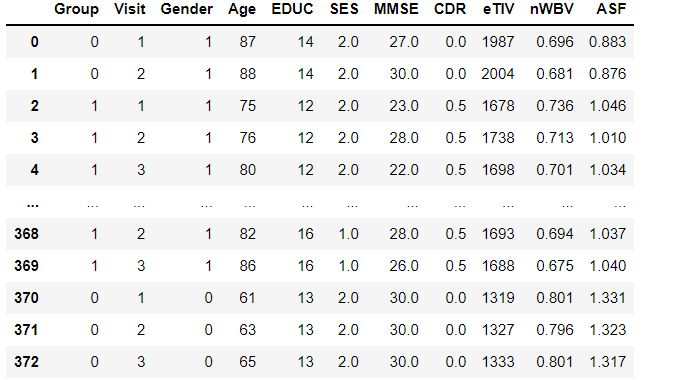 Group Visit Gender Age EDUC SES MMSE CDR eTIV nWBV ASF
0 0 1 1 87 14 2.0 27.0 0.0 1987 0.696 0.883
1 0 2 1 88 14 2.0 30.0 0.0 2004 0.681 0.876
2 1 1 1 75 12 2.0 23.0 0.5 1678 0.736 1.046
3 1 2 1 76 12 2.0 28.0 0.5 1738 0.713 1.010
4 1 3 1 80 12 2.0 22.0 0.5 1698 0.701 1.034
... ... ... ... ... ... ... ... ... ... ... ...
368 1 2 1 82 16 1.0 28.0 0.5 1693 0.694 1.037
369 1 3 1 86 16 1.0 26.0 0.5 1688 0.675 1.040
370 0 1 0 61 13 2.0 30.0 0.0 1319 0.801 1.331
371 0 2 0 63 13 2.0 30.0 0.0 1327 0.796 1.323
372 0 3 0 65 13 2.0 30.0 0.0 1333 0.801 1.317